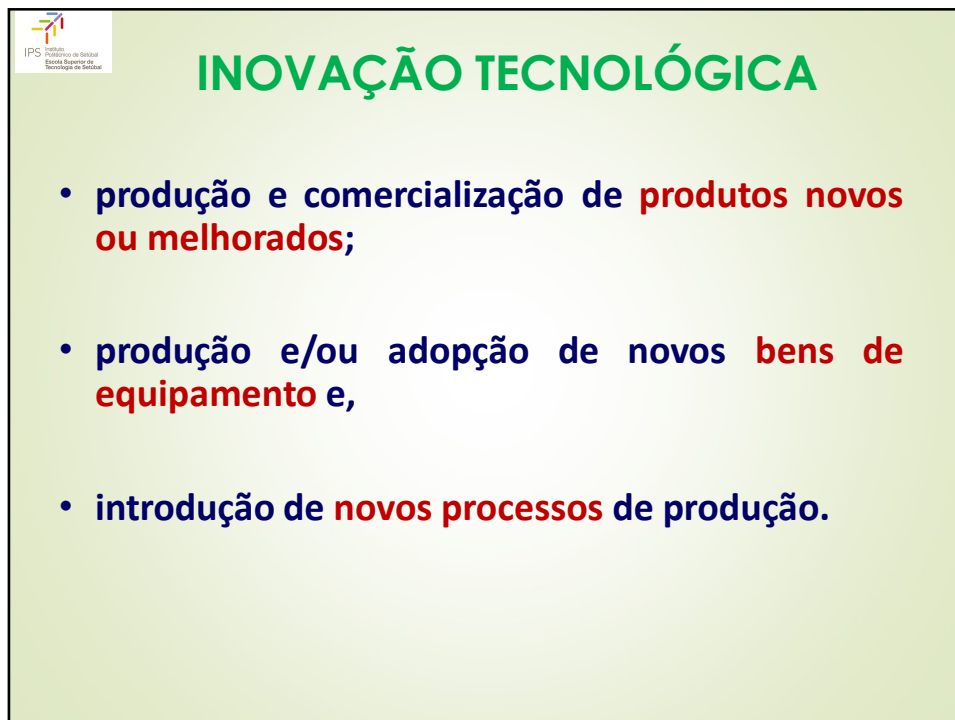 IPS Instituto
Politécnico de Setúbal
Escola Superior de
Tecnologia de Setúbal
INOVAÇÃO TECNOLÓGICA
• produção e comercialização de produtos novos
ou melhorados;
• produção e/ou adopção de novos bens de
equipamento e,
• introdução de novos processos de produção.